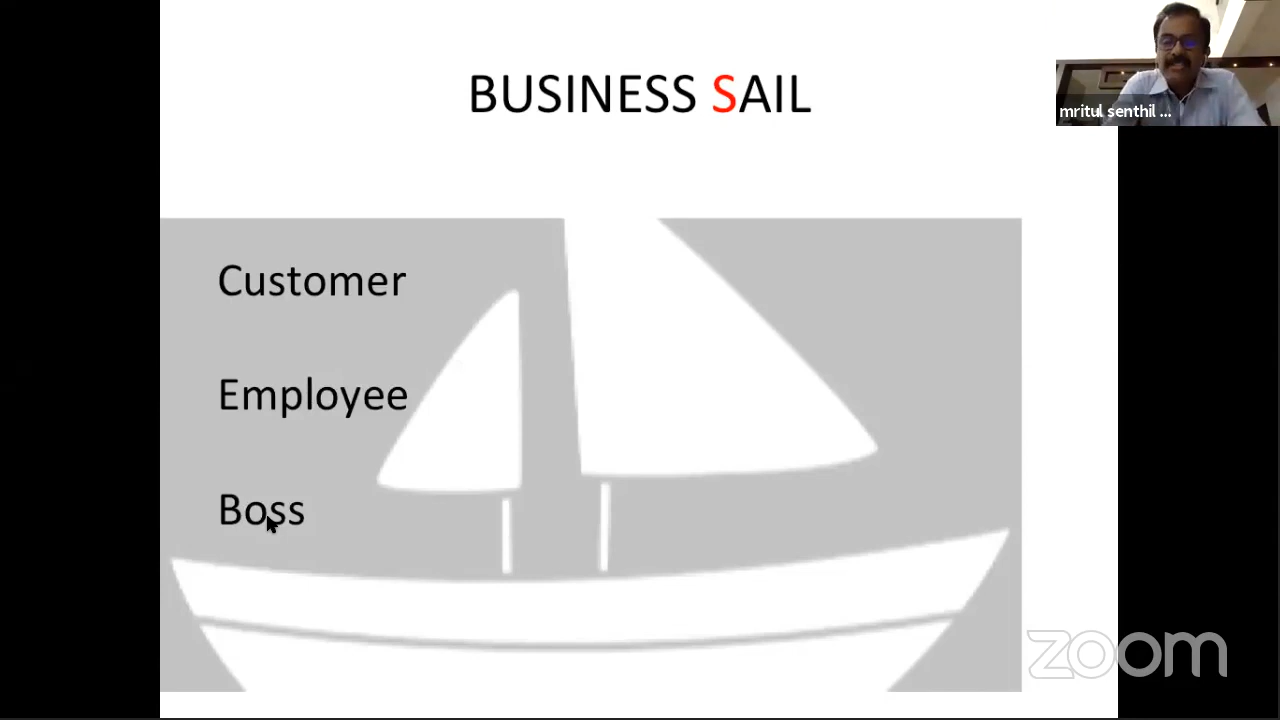 BUSINESS SAIL
mritul senthil ...
Customer
Employee
Boss
zoom